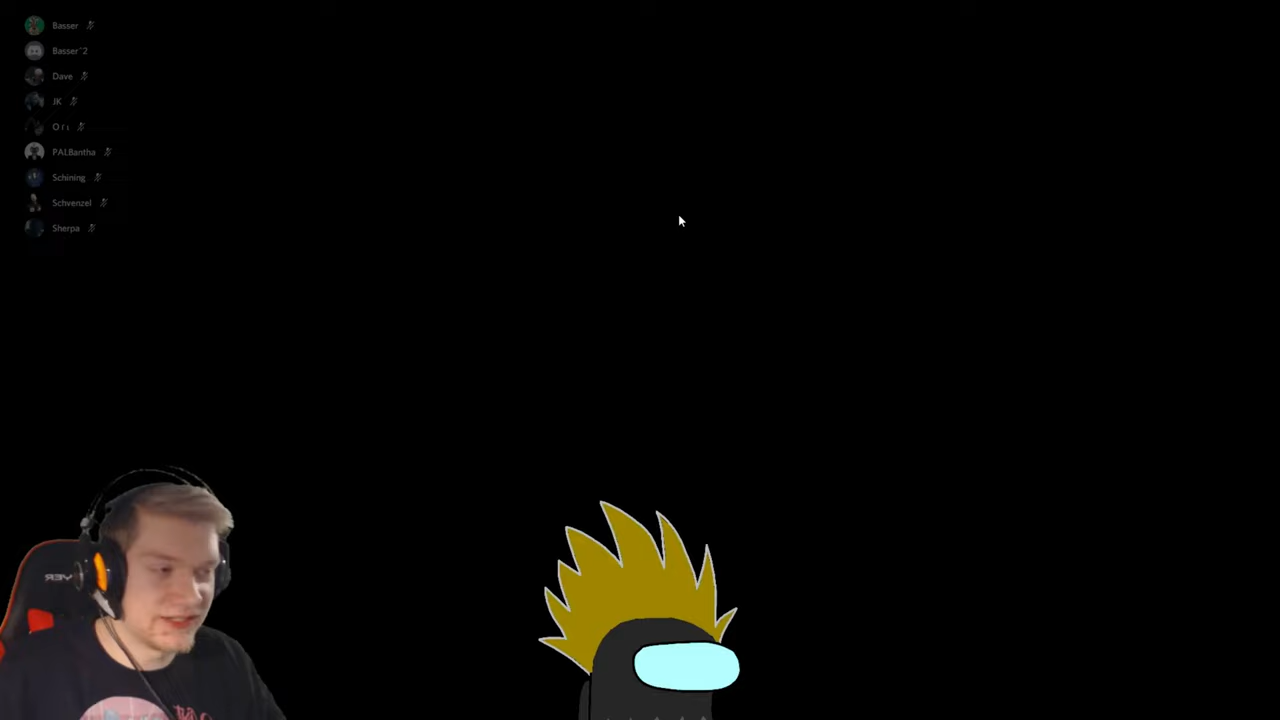 Basser
Basser^2
Dave
JK
PALBantha
Schining
Schvenzel
Sherpa